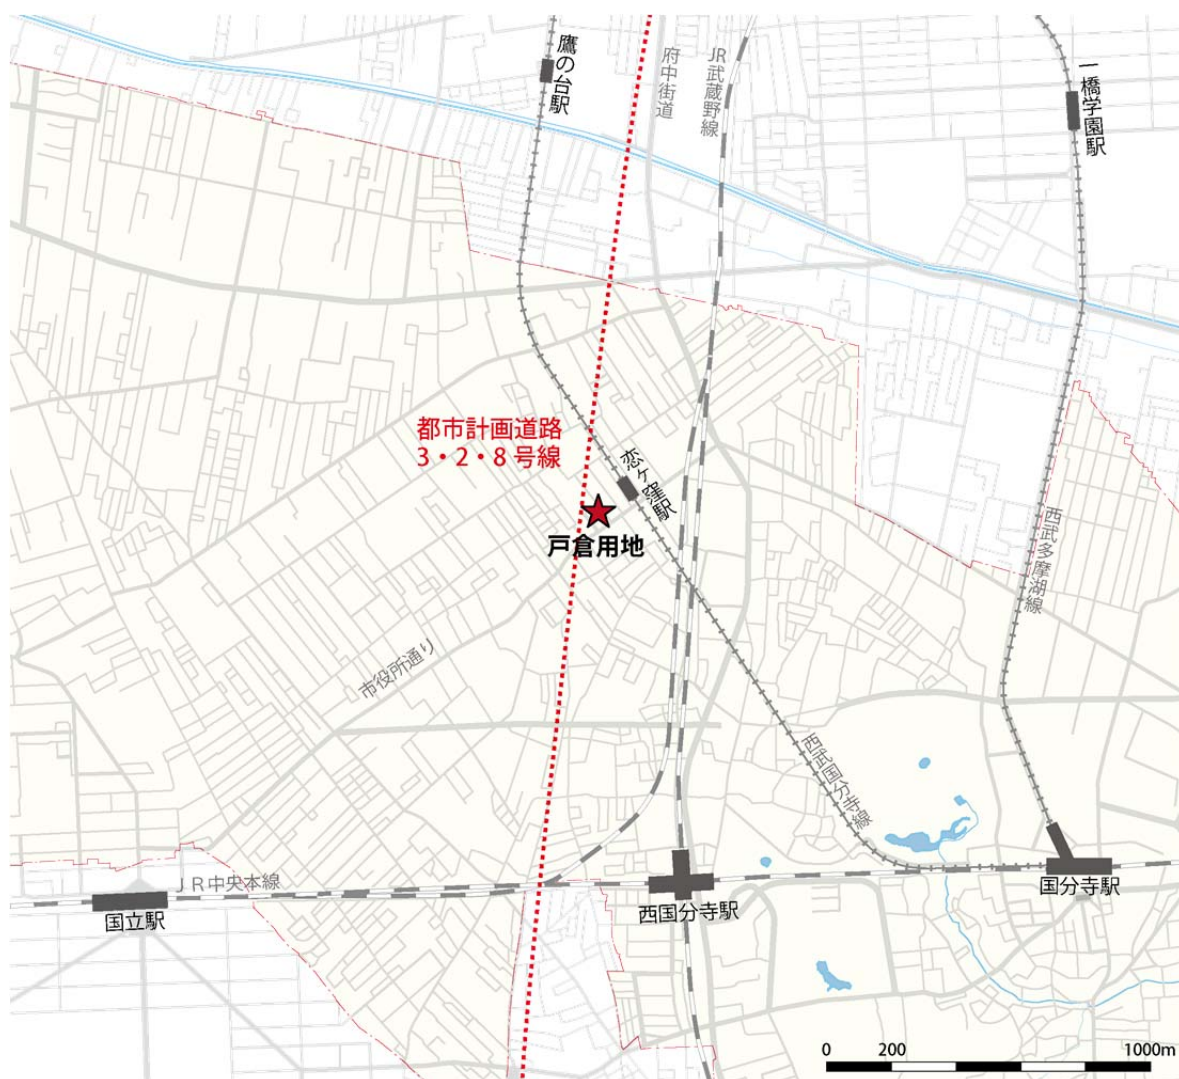 鷹の台駅
府中街道
JR武蔵野線
一橋学園駅
都市計画道路
3・2・8号線
恋ヶ窪駅
戸倉用地
西武多摩湖線
市役所通り
西武国分寺線
JR中央本線
国立駅
西国分寺駅
国分寺駅
0 200 1000m